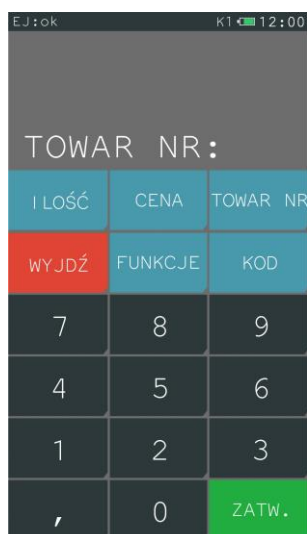 EJ:ok K1 12:00
TOWAR NR:
ILOŚĆ CENA TOWAR NR
WYJDŹ FUNKCJE KOD
7 8 9
4 5 6
1 2 3
, 0 ZATW.